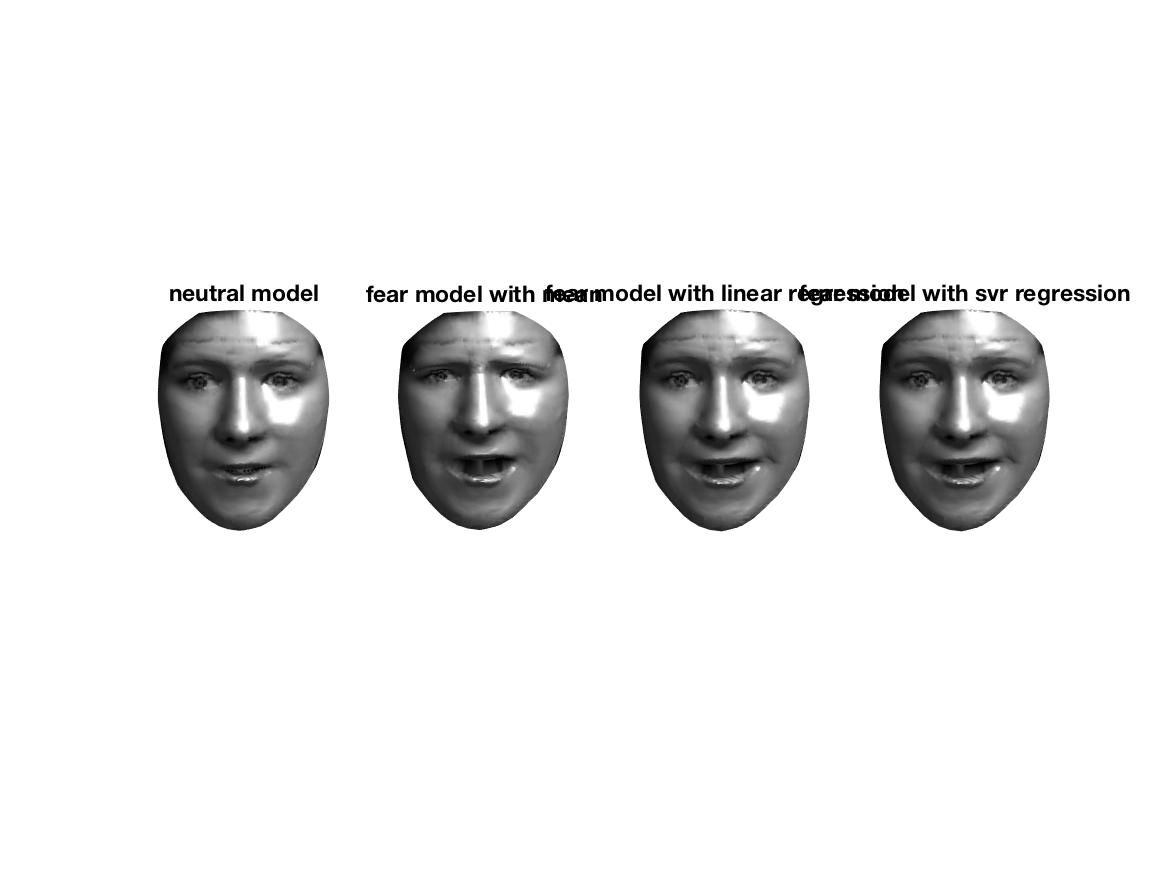 neutral model
fear model with mean
fear model with linear regression
fear model with svr regression